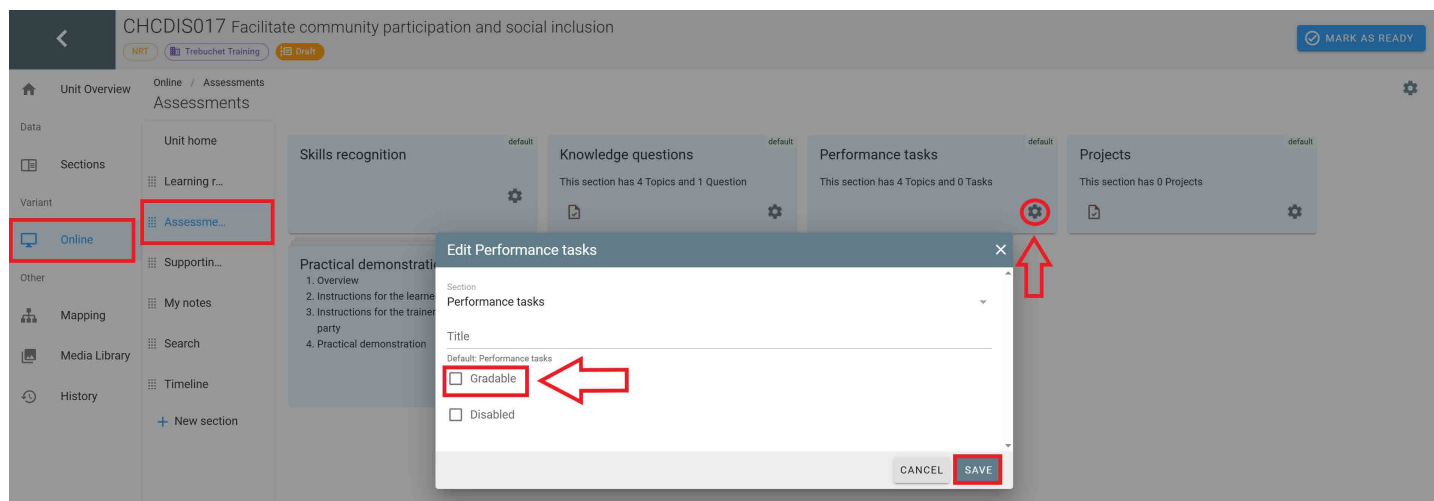 CHCDIS017 Facilitate community participation and social inclusion
NRT Trebuchet Training Draft
MARK AS READY
Unit Overview
Data
Sections
Variant
Online
Other
Mapping
Media Library
History
Online / Assessments
Assessments
Unit home
Learning r...
Assessme...
Supportin...
My notes
Search
Timeline
+ New section
default
Skills recognition
default
Knowledge questions
This section has 4 Topics and 1 Question
default
Performance tasks
This section has 4 Topics and 0 Tasks
default
Projects
This section has 0 Projects
Practical demonstrati
1. Overview
2. Instructions for the learne
3. Instructions for the trainer
party
4. Practical demonstration
Edit Performance tasks
Section
Performance tasks
Title
Default: Performance tasks
Gradable
Disabled
CANCEL
SAVE